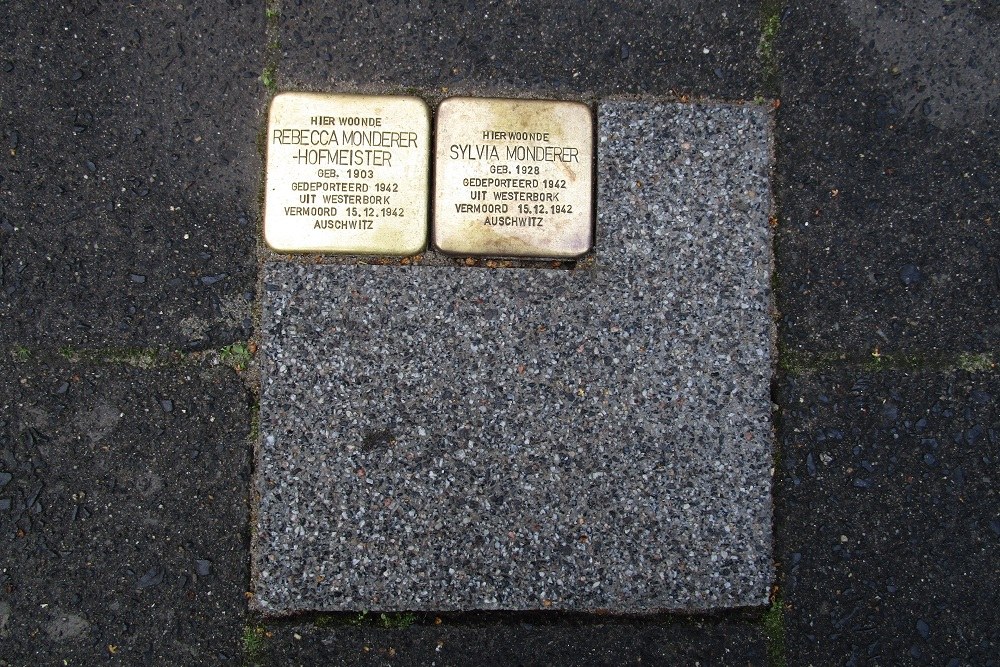 HIER WOONDE
REBECCA MONDERER
-HOFMEISTER
GEB. 1903
GEDEPORTEERD 1942
UIT WESTERBORK
VERMOORD 15.12.1942
AUSCHWITZ
HIER WOONDE
SYLVIA MONDERER
GEB. 1928
GEDEPORTEERD 1942
UIT WESTERBORK
VERMOORD 15.12.1942
AUSCHWITZ